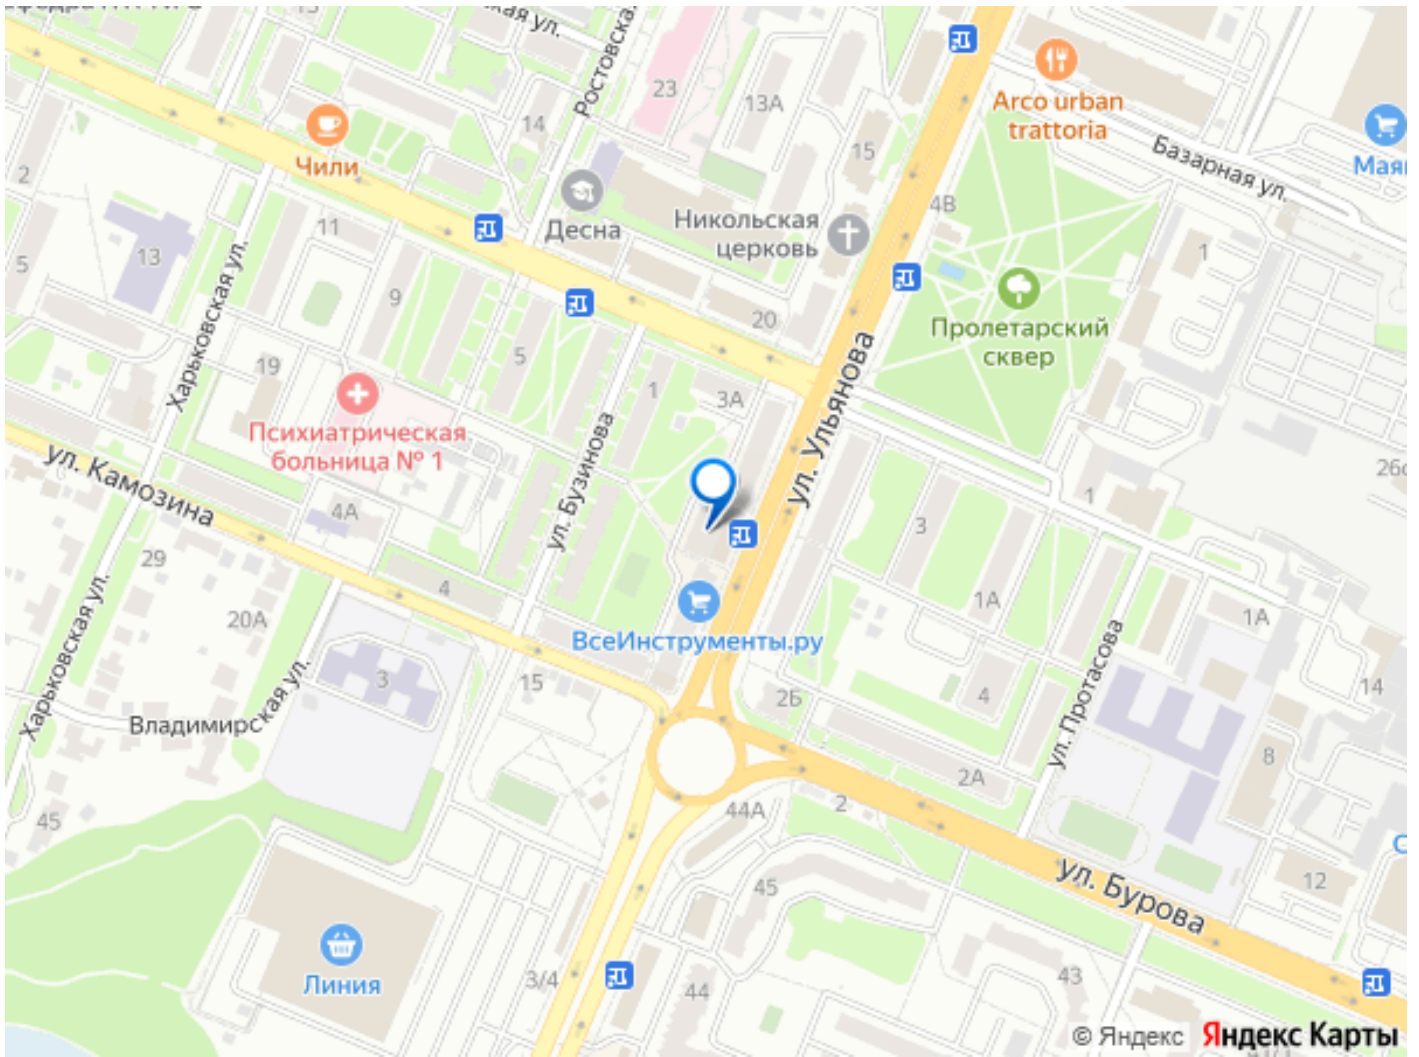 ская ул.
Ростовска
23
13А
Arco urban
trattoria
14
15
Базарная ул.
Мая
Чили
2
4В
Никольская
церковь
Десна
11
13
1
5
Харьковская ул.
9
20
Пролетарский
сквер
5
19
1
3А
ул. Ульянова
Психиатрическая
больница № 1
26
ул. Камозина
ул. Бузинова
1
4А
3
29
4
1А
1А
20А
ВсеИнструменты.ру
ул. Протасова
Харьковская ул.
3
15
2Б
4
14
Владимирская ул.
8
2А
2
45
44А
ул. Бурова
45
12
С
Линия
3/4
44
43
© Яндекс Яндекс Карты